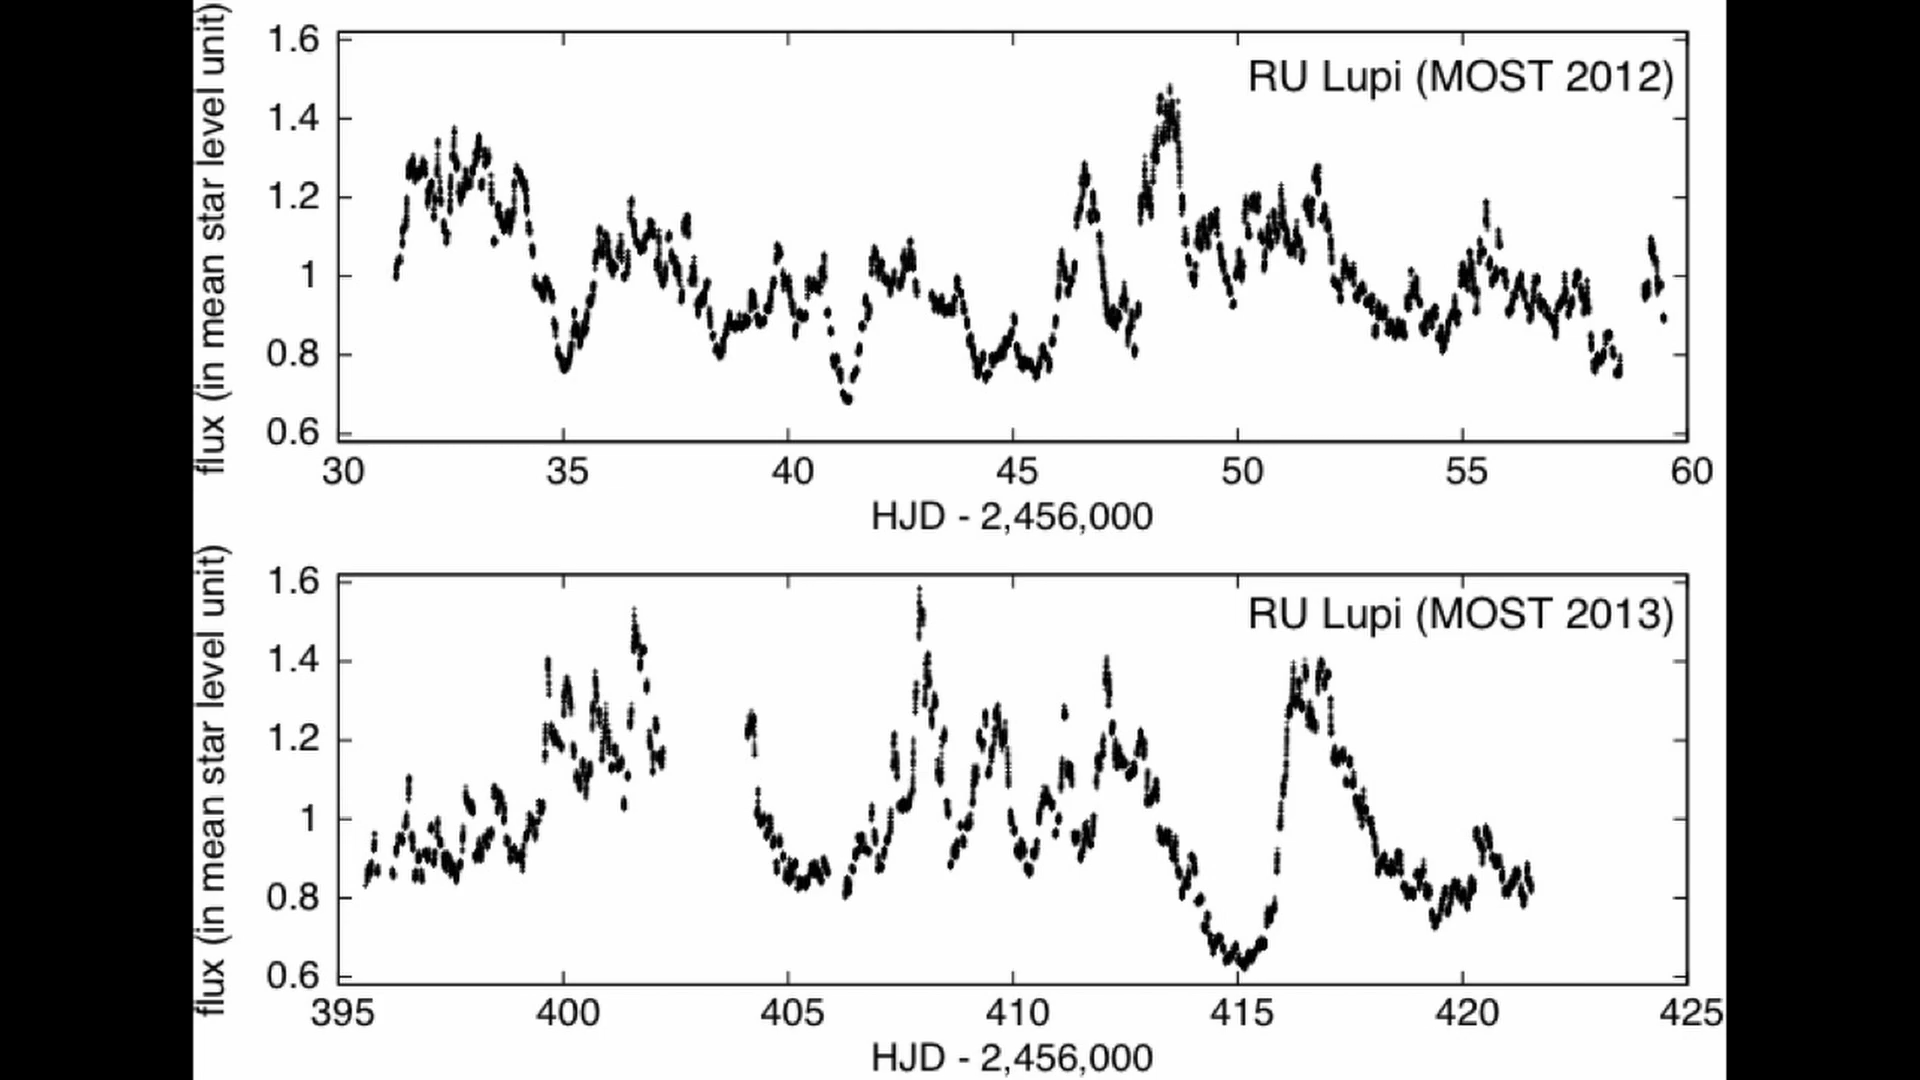 flux (in mean star level unit)
1.6
1.4
1.2
1
0.8
0.6
RU Lupi (MOST 2012)
30 35 40 45 50 55 60
HJD - 2,456,000
flux (in mean star level unit)
1.6
1.4
1.2
1
0.8
0.6
RU Lupi (MOST 2013)
395 400 405 410 415 420 425
HJD - 2,456,000